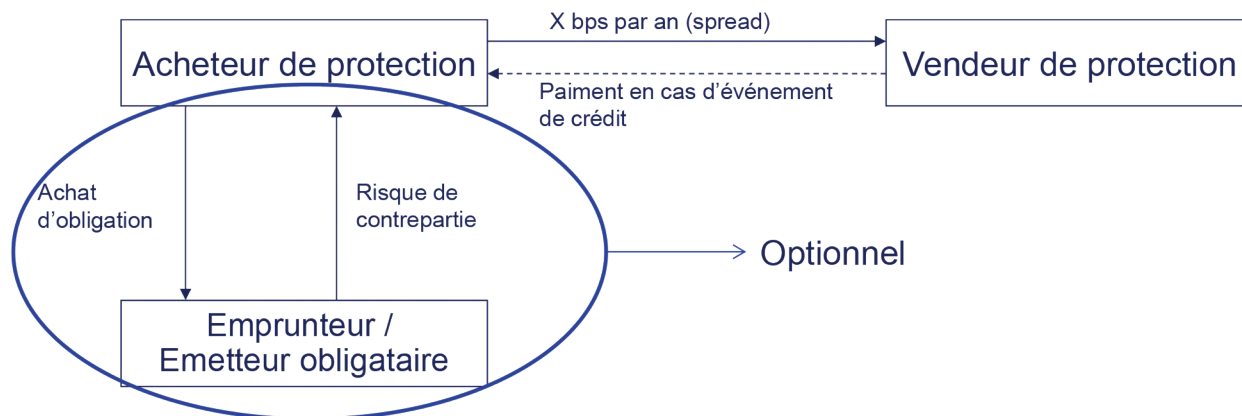 X bps par an (spread)
Acheteur de protection
Vendeur de protection
Paiment en cas d’événement
de crédit
Achat
d’obligation
Risque de
contrepartie
Optionnel
Emprunteur /
Emetteur obligataire